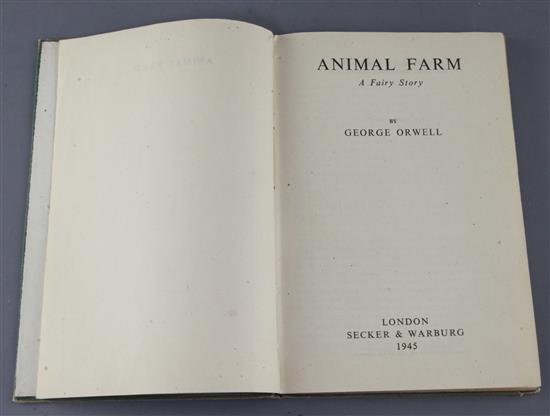 ANIMAL FARM
A Fairy Story
BY
GEORGE ORWELL
LONDON
SECKER & WARBURG
1945